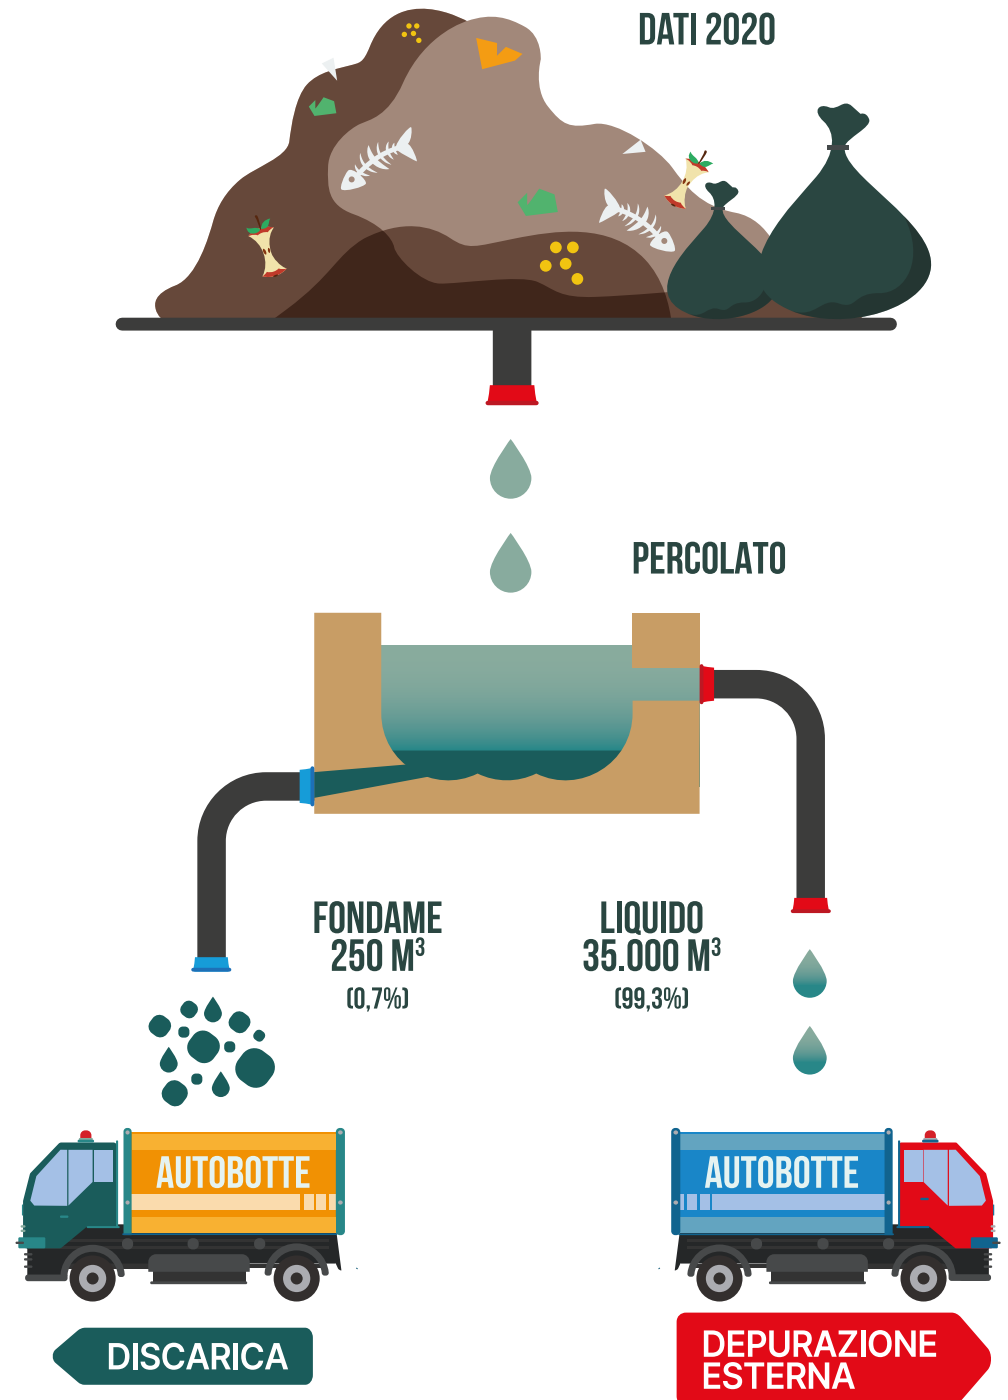 DATI 2020
PERCOLATO
FONDAME
250 M³
(0,7%)
LIQUIDO
35.000 M³
(99,3%)
AUTOBOTTE
AUTOBOTTE
DISCARICA
DEPURAZIONE
ESTERNA